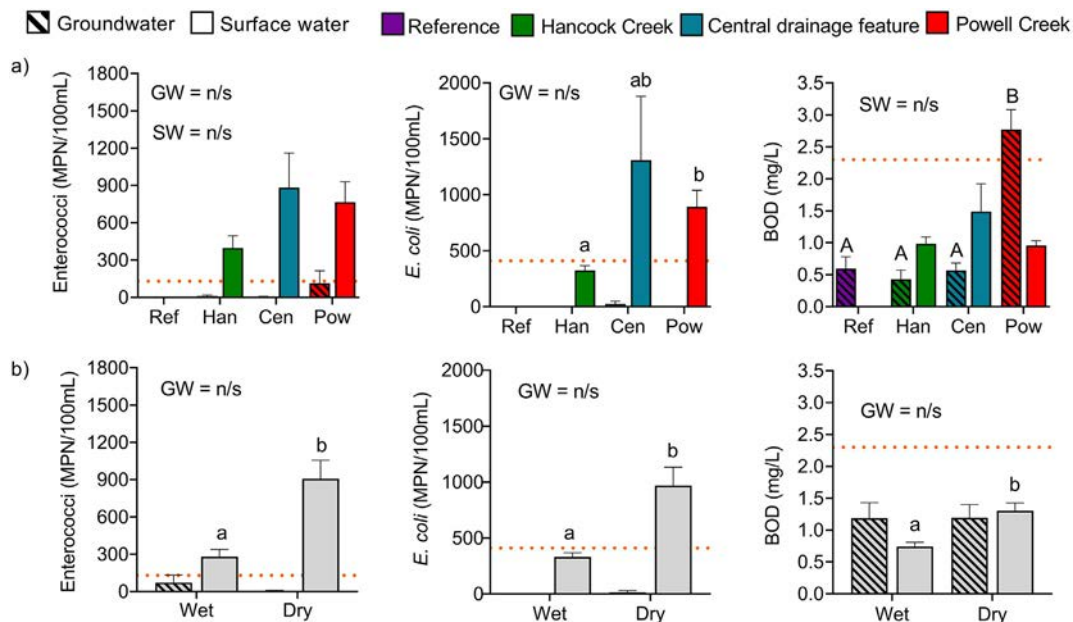 Groundwater Surface water Reference Hancock Creek Central drainage feature Powell Creek
a)
Enterococci (MPN/100mL)
1800
1500
1200
900
600
300
0
GW = n/s
SW = n/s
Ref Han Cen Pow
E. coli (MPN/100mL)
2000
1500
1000
500
0
GW = n/s
a
ab
b
Ref Han Cen Pow
BOD (mg/L)
3.5
3.0
2.5
2.0
1.5
1.0
0.5
0.0
SW = n/s
A
A
A
B
Ref Han Cen Pow
b)
Enterococci (MPN/100mL)
1800
1500
1200
900
600
300
0
GW = n/s
a
b
Wet Dry
E. coli (MPN/100mL)
2000
1500
1000
500
0
GW = n/s
a
b
Wet Dry
BOD (mg/L)
3.5
3.0
2.5
2.0
1.5
1.0
0.5
0.0
GW = n/s
a
b
Wet Dry